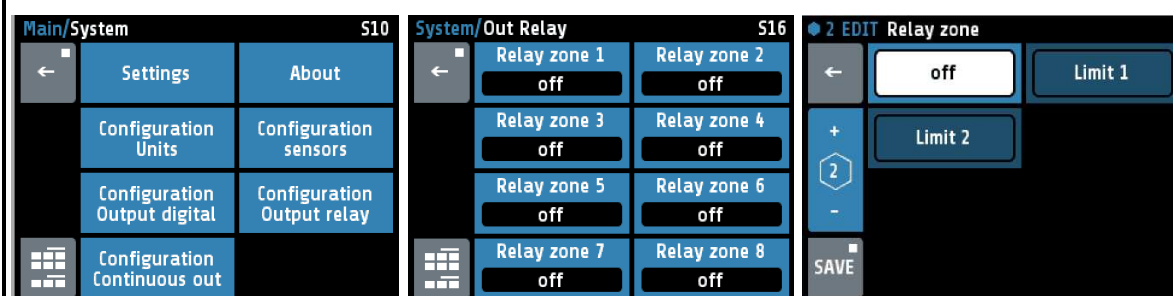 Main/System S10
←
Settings
About
Configuration Units
Configuration sensors
Configuration Output digital
Configuration Output relay
Configuration Continuous out
System/Out Relay S16
←
Relay zone 1
off
Relay zone 2
off
Relay zone 3
off
Relay zone 4
off
Relay zone 5
off
Relay zone 6
off
Relay zone 7
off
Relay zone 8
off
2 EDIT Relay zone
←
off
Limit 1
Limit 2
+
2
-
SAVE